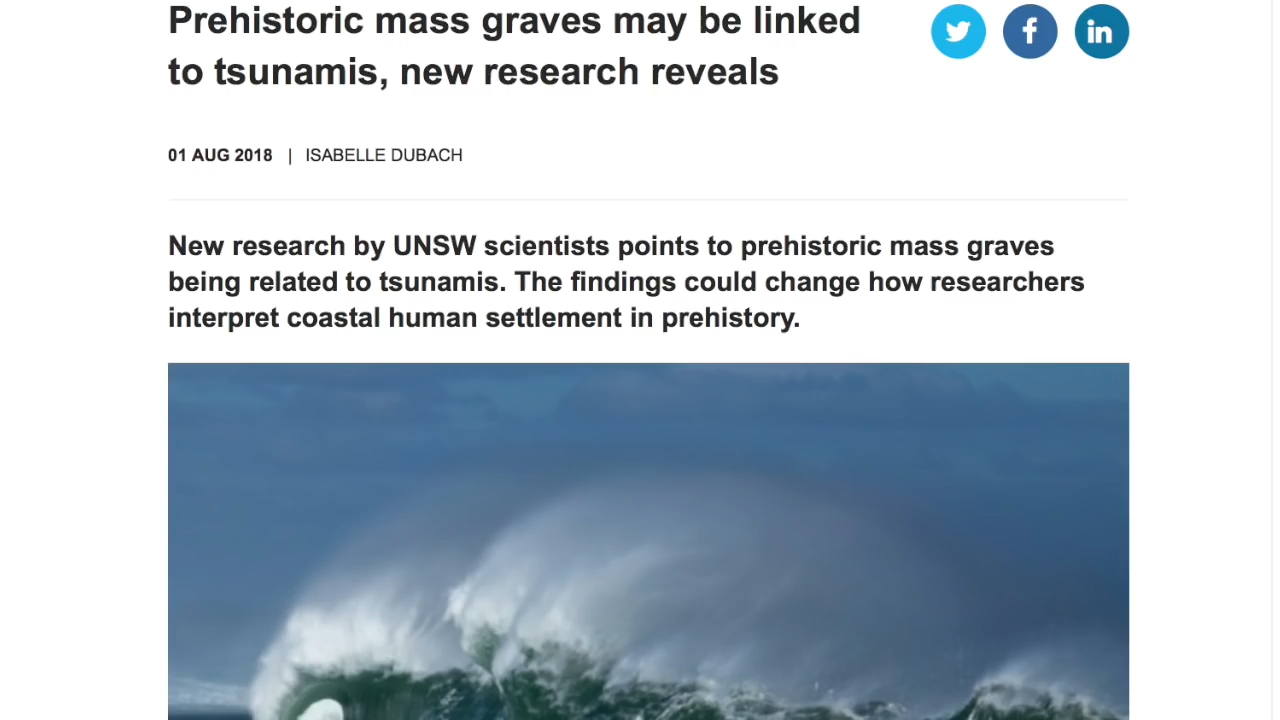 Prehistoric mass graves may be linked
to tsunamis, new research reveals
in
01 AUG 2018 | ISABELLE DUBACH
New research by UNSW scientists points to prehistoric mass graves
being related to tsunamis. The findings could change how researchers
interpret coastal human settlement in prehistory.